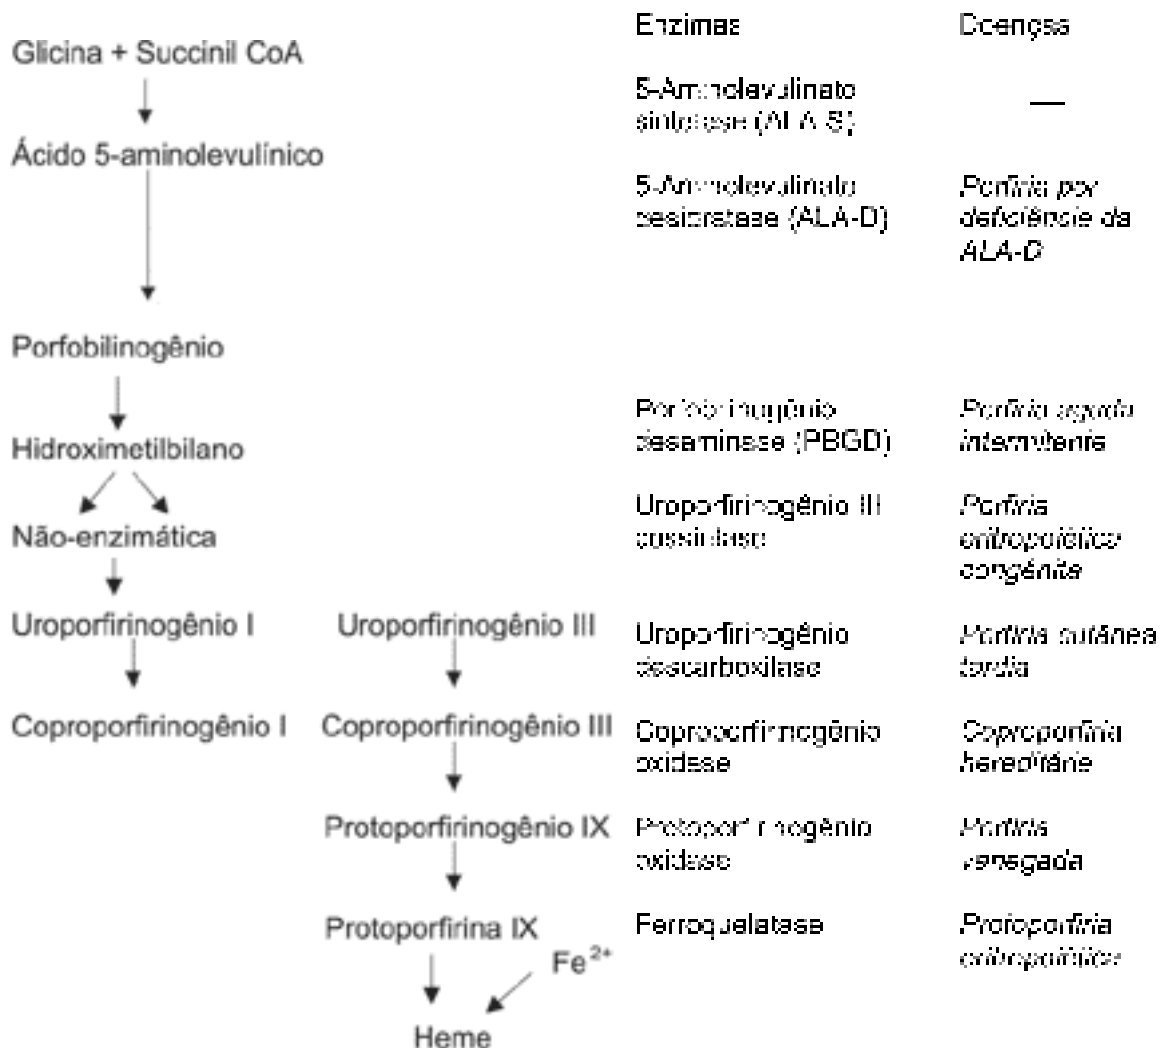 Enzimas
Doenças
Glicina + Succinil CoA
5-Aminolevulinato
sintetase (ALA-S)
—
Ácido 5-aminolevulínico
5-Aminolevulinato
desidratase (ALA-D)
Porfiria por
deficiência da
ALA-D
Porfobilinogênio
Hidroximetilbilano
Porfobilinogênio
desaminase (PBGD)
Porfiria aguda
intermitente
Não-enzimática
Uroporfirinogênio III
Porfiria
eritropoiética
congênita
Uroporfirinogênio I
Uroporfirinogênio III
Uroporfirinogênio
descarboxilase
Porfiria cutânea
tardia
Coproporfirinogênio I
Coproporfirinogênio III
Coproporfirinogênio
oxidase
Coproporfiria
hereditária
Protoporfirinogênio IX
Protoporfirinogênio
oxidase
Porfiria
variegada
Protoporfirina IX
Fe²⁺
Ferroquelatase
Protoporfiria
eritropoiética
Heme